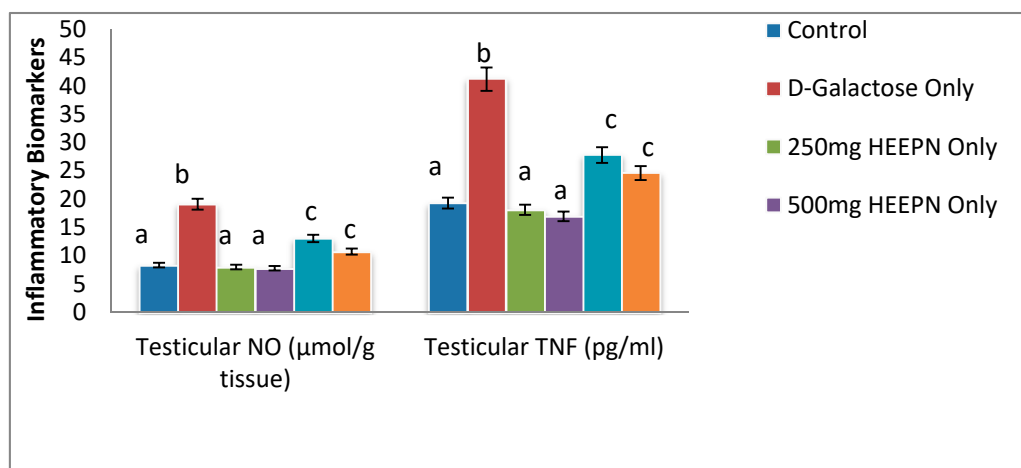 Inflammatory Biomarkers
50
45
40
35
30
25
20
15
10
5
0
a
b
a
a
c
c
a
b
a
a
c
c
Testicular NO (μmol/g
tissue)
Testicular TNF (pg/ml)
Control
D-Galactose Only
250mg HEEPN Only
500mg HEEPN Only